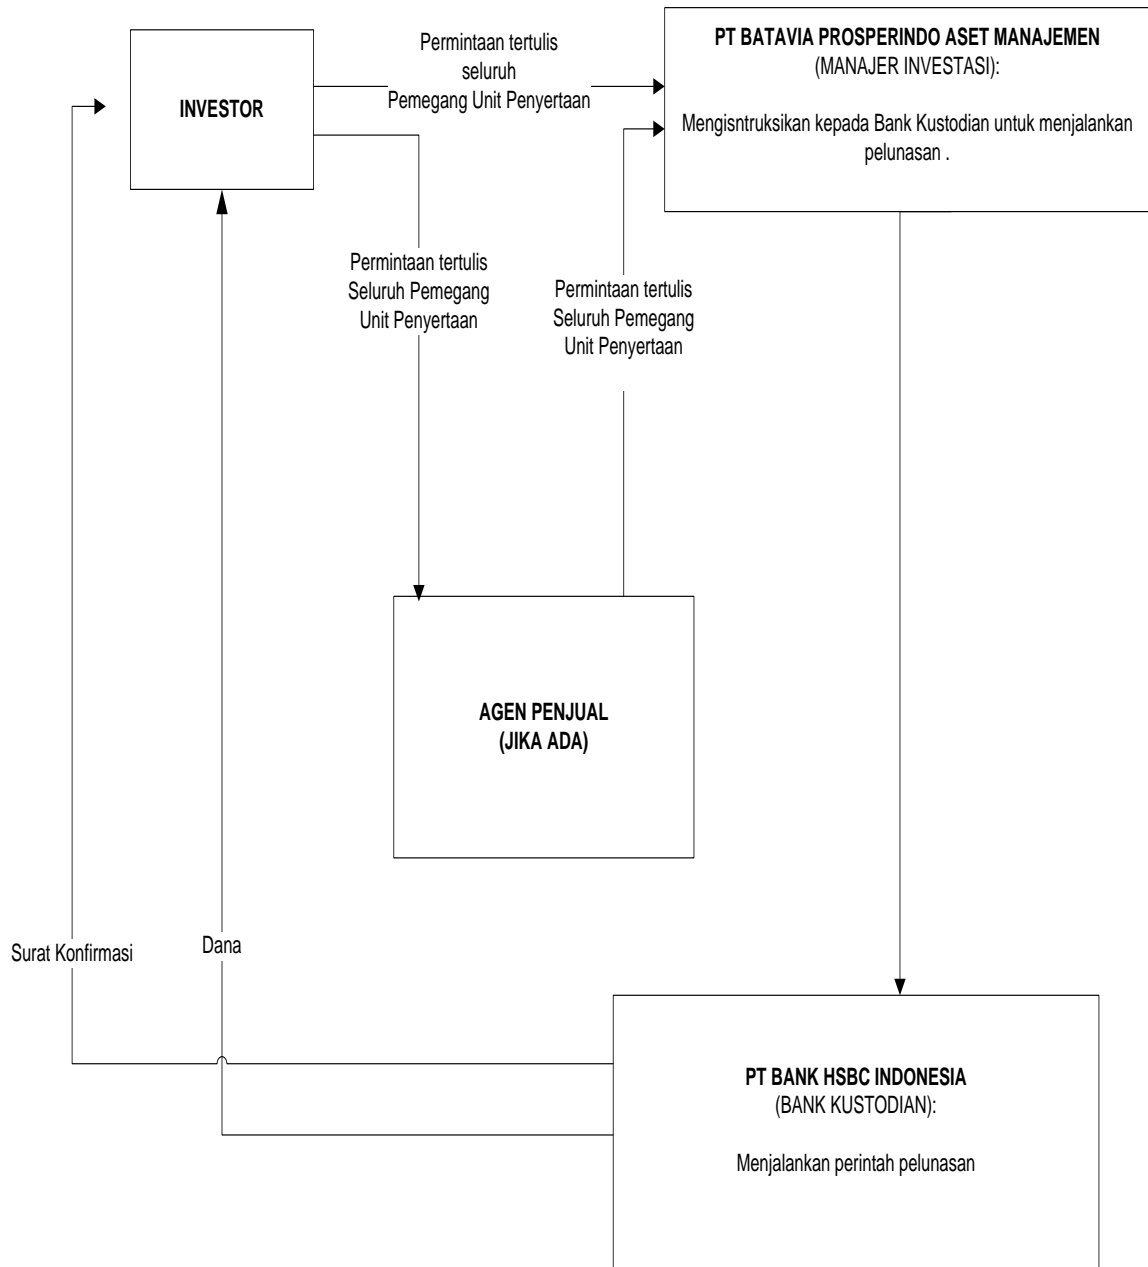 INVESTOR
Permintaan tertulis
seluruh
Pemegang Unit Penyertaan
PT BATAVIA PROSPERINDO ASET MANAJEMEN
(MANAJER INVESTASI):
Mengisntruksikan kepada Bank Kustodian untuk menjalankan
pelunasan .
Permintaan tertulis
Seluruh Pemegang
Unit Penyertaan
Permintaan tertulis
Seluruh Pemegang
Unit Penyertaan
AGEN PENJUAL
(JIKA ADA)
Surat Konfirmasi
Dana
PT BANK HSBC INDONESIA
(BANK KUSTODIAN):
Menjalankan perintah pelunasan